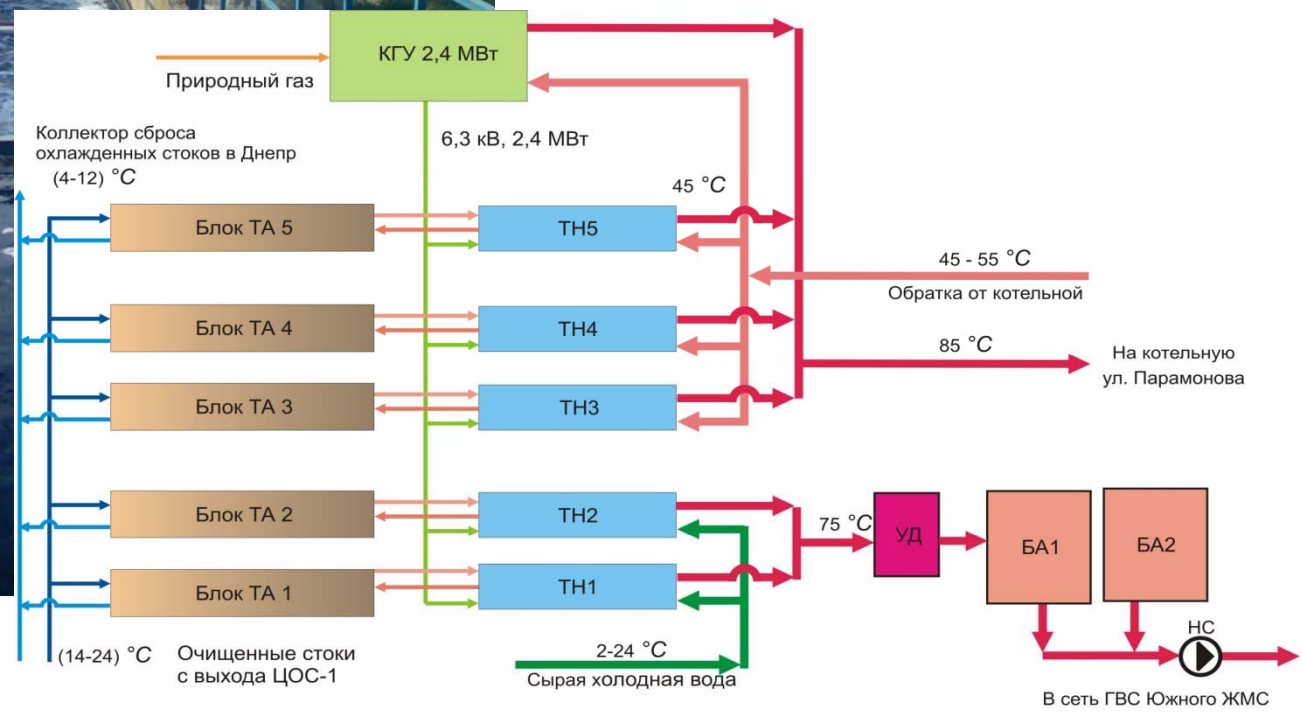 КГУ 2,4 МВт
Природный газ
Коллектор сброса
охлажденных стоков в Днепр
(4-12) °C
6,3 кВ, 2,4 МВт
45 °C
Блок ТА 5
ТН5
45 - 55 °C
Обратка от котельной
Блок ТА 4
ТН4
85 °C
На котельную
ул. Парамонова
Блок ТА 3
ТН3
Блок ТА 2
ТН2
75 °C
УД
БА1
БА2
Блок ТА 1
ТН1
НС
(14-24) °C
Очищенные стоки
с выхода ЦОС-1
2-24 °C
Сырая холодная вода
В сеть ГВС Южного ЖМС